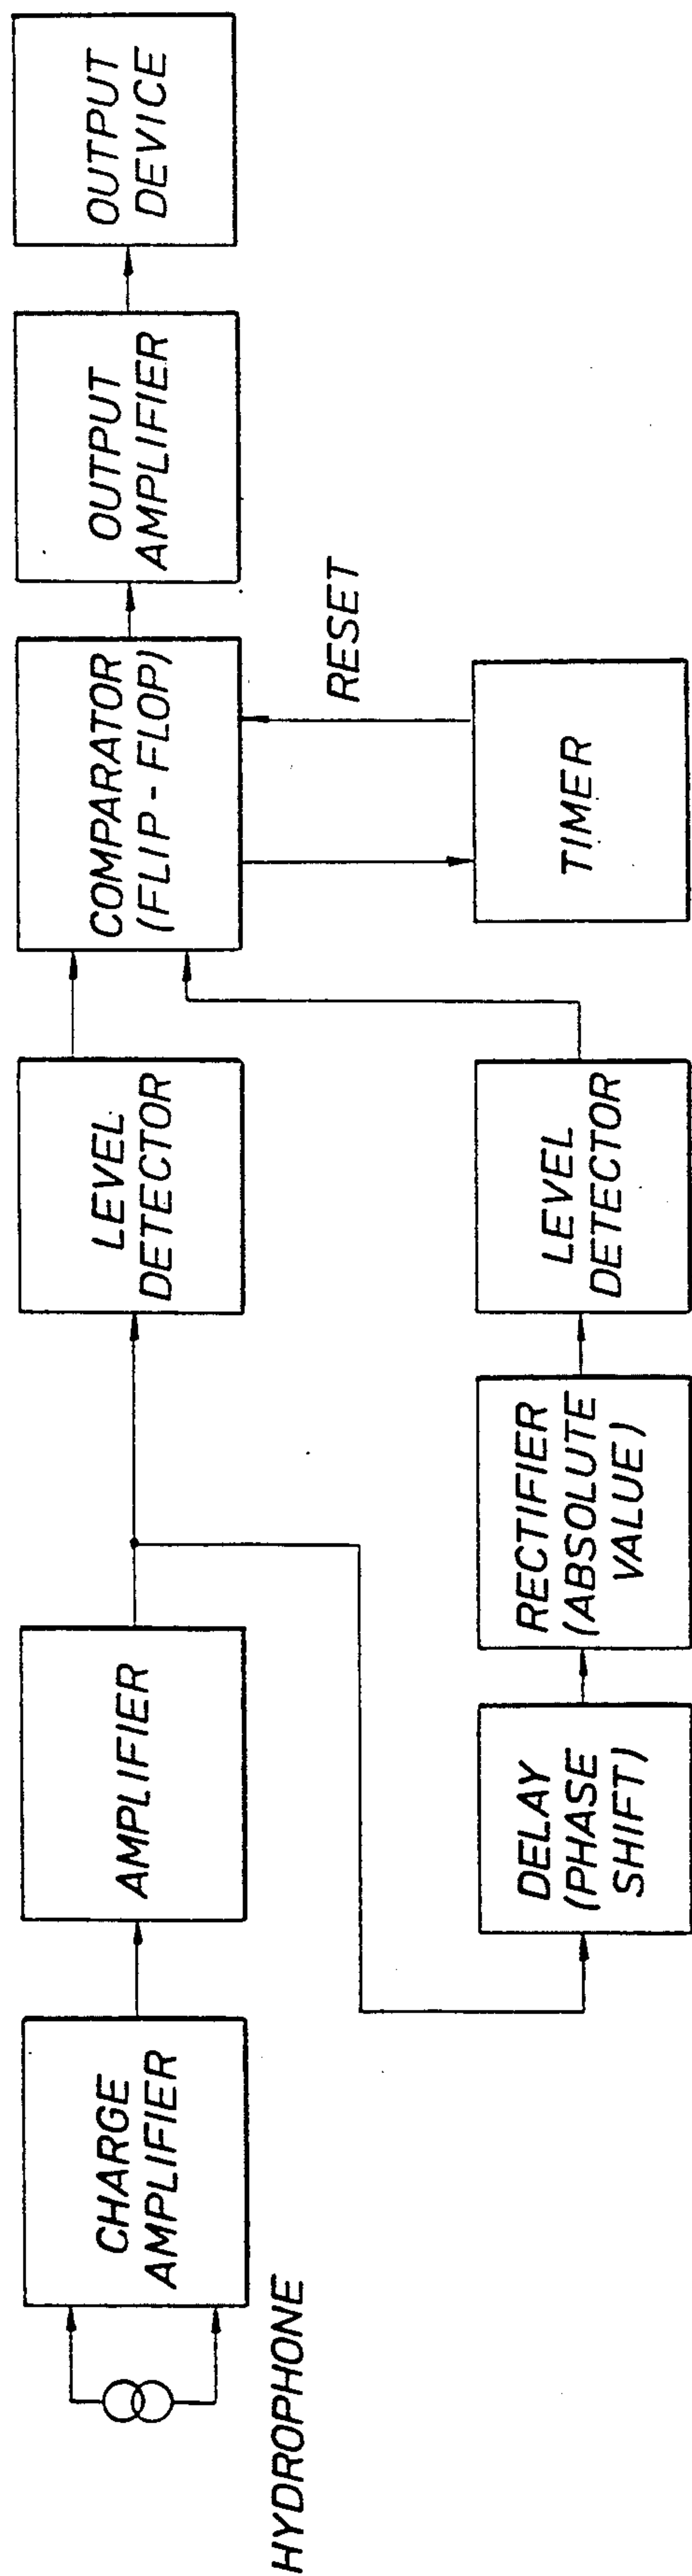 HYDROPHONE
CHARGE
AMPLIFIER
AMPLIFIER
LEVEL
DETECTOR
COMPARATOR
(FLIP-FLOP)
OUTPUT
AMPLIFIER
OUTPUT
DEVICE
RESET
DELAY
(PHASE
SHIFT)
RECTIFIER
(ABSOLUTE
VALUE)
LEVEL
DETECTOR
TIMER